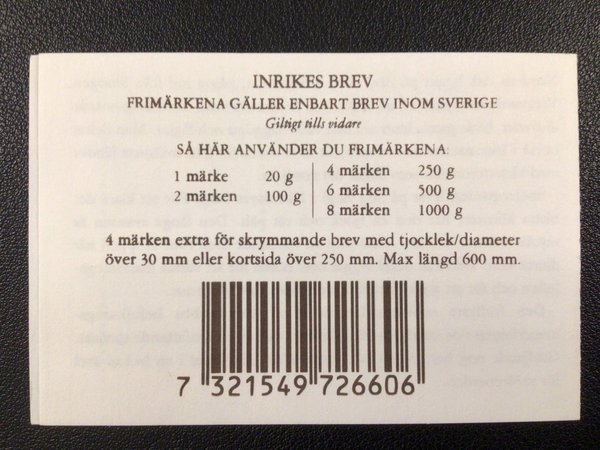 INRIKES BREV
FRIMÄRKENA GÄLLER ENBART BREV INOM SVERIGE
Giltigt tills vidare
SÅ HÄR ANVÄNDER DU FRIMÄRKENA:
1 märke 20 g
2 märken 100 g
4 märken 250 g
6 märken 500 g
8 märken 1000 g
4 märken extra för skrymmande brev med tjocklek/diameter
över 30 mm eller kortsida över 250 mm. Max längd 600 mm.
7 321549 726606